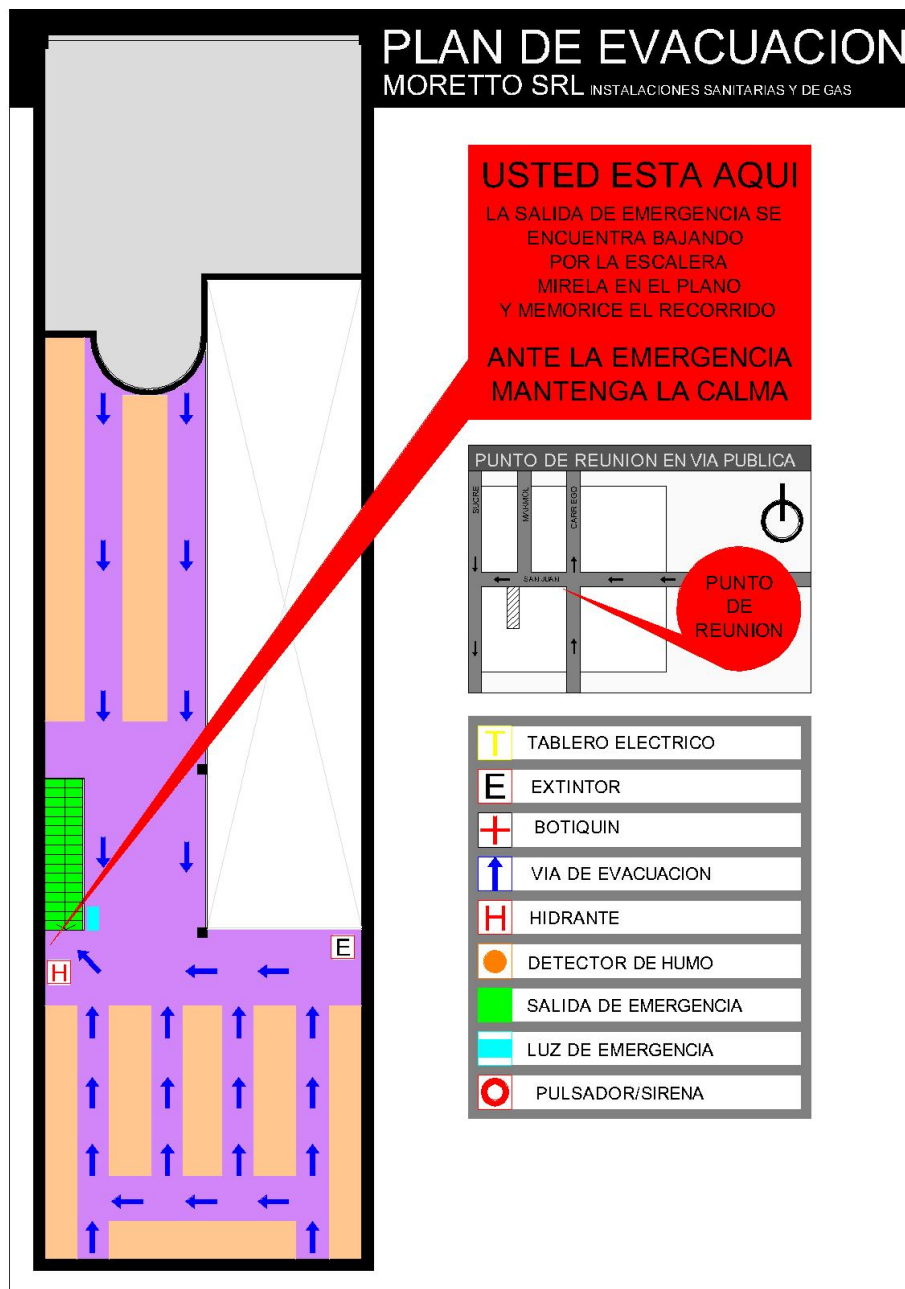 PLAN DE EVACUACION
MORETTO SRL INSTALACIONES SANITARIAS Y DE GAS
USTED ESTA AQUI
LA SALIDA DE EMERGENCIA SE
ENCUENTRA BAJANDO
POR LA ESCALERA
MIRELA EN EL PLANO
Y MEMORICE EL RECORRIDO
ANTE LA EMERGENCIA
MANTENGA LA CALMA
PUNTO DE REUNION EN VIA PUBLICA
SUCRE
MARMOL
CARRIEGO
SAN JUAN
PUNTO
DE
REUNION
T TABLERO ELECTRICO
E EXTINTOR
BOTIQUIN
VIA DE EVACUACION
H HIDRANTE
DETECTOR DE HUMO
SALIDA DE EMERGENCIA
LUZ DE EMERGENCIA
PULSADOR/SIRENA
E
H